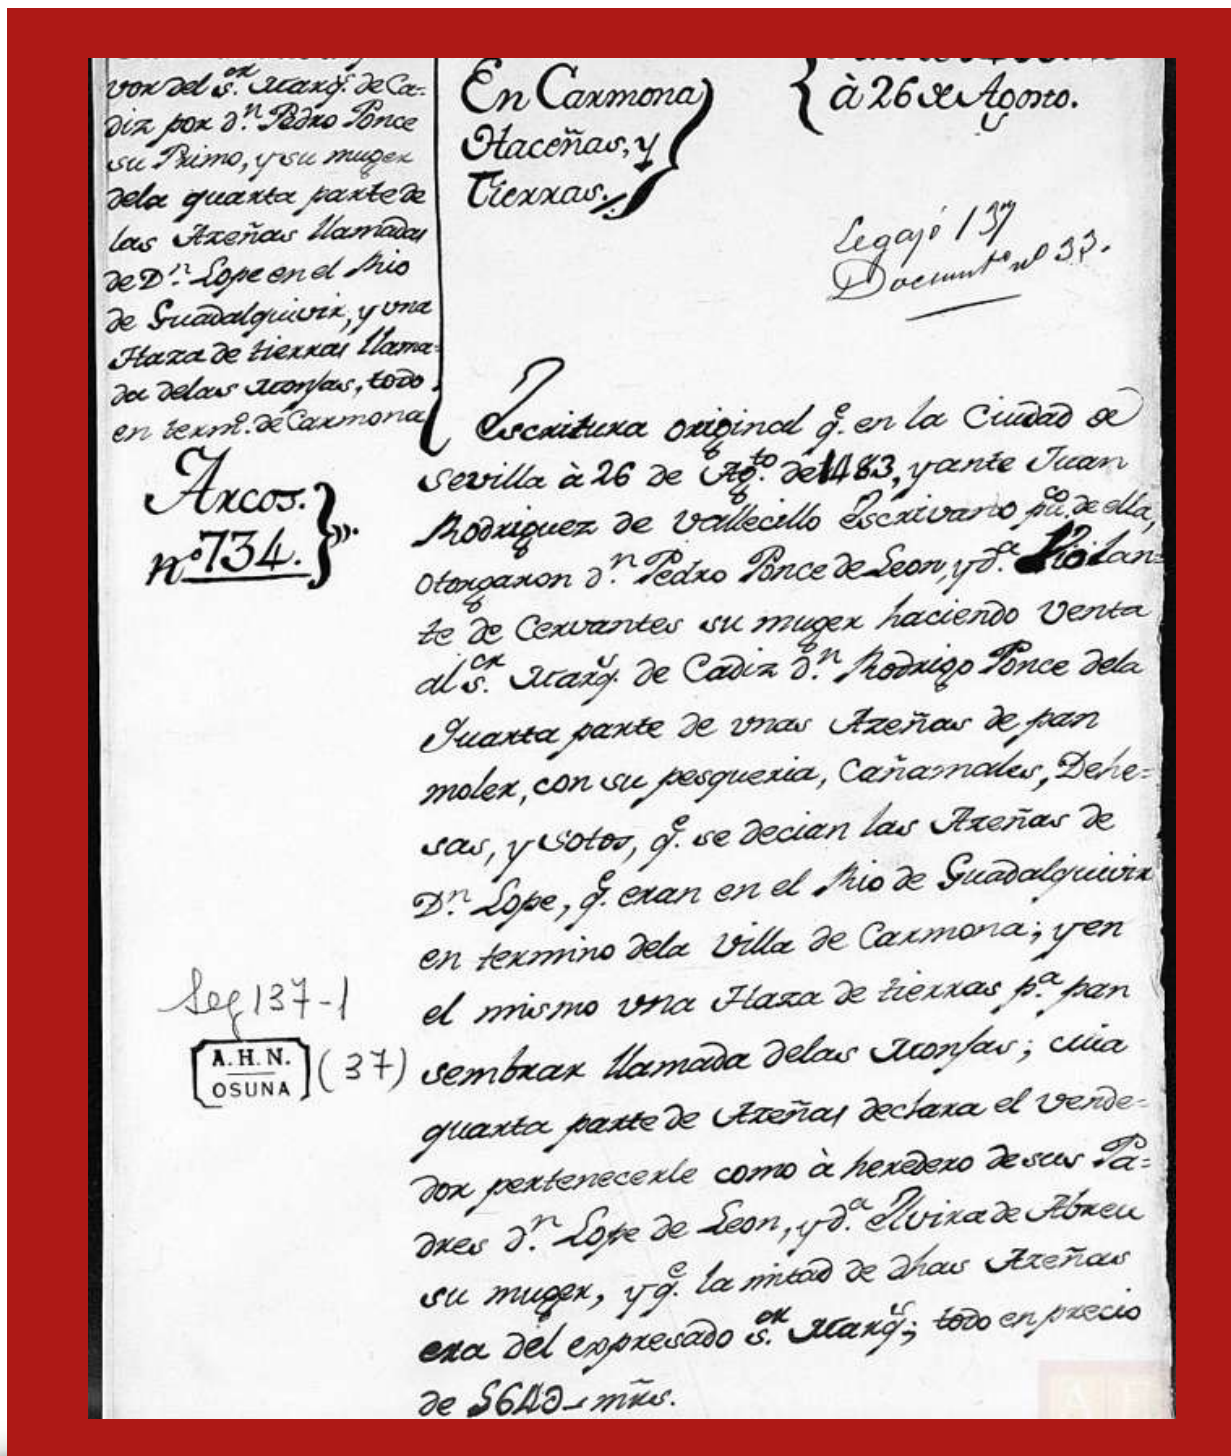 vor del s.or Marq.s de Ca-
diz por d.n Pedro Ponce
su Primo, y su muger
dela quarta parte de
las Azeñas llamadas
de D.n Lope en el Rio
de Guadalquivir, y una
Haza de tierras llama-
da delas Monjas, todo
en term.o de Carmona
Arcos.
nº 734.
En Carmona
Haceñas, y
Tierras.
à 26 de Agosto.
Legajo 137
Documento nº 33.
Escritura original q.e en la Ciudad de
Sevilla à 26 de Ag.to de 1483, y ante Juan
Rodriguez de Vallecillo Escrivano pu.co de ella,
otorgaron d.n Pedro Ponce de Leon, y d.a Violan=
te de Cervantes su muger haciendo Venta
al s.or Marq.s de Cadiz d.n Rodrigo Ponce dela
Quarta parte de vnas Azeñas de pan
moler, con su pesqueria, Cañamales, Dehe=
sas, y Sotos, q.e se decian las Azeñas de
D.n Lope, q.e eran en el Rio de Guadalquivir
en termino dela Villa de Carmona; y en
el mismo vna Haza de tierras p.a pan
sembrar llamada delas Monjas; cuia
quarta parte de Azeñas declara el vende=
dor pertenecerle como à heredero de sus Pa=
dres d.n Lope de Leon, y d.a Elvira de Abreu
su muger, y q.e la mitad de dhas Azeñas
era del expresado s.or Marq.s; todo en precio
de mrs.
Leg 137-1
A.H.N.
OSUNA
(37)